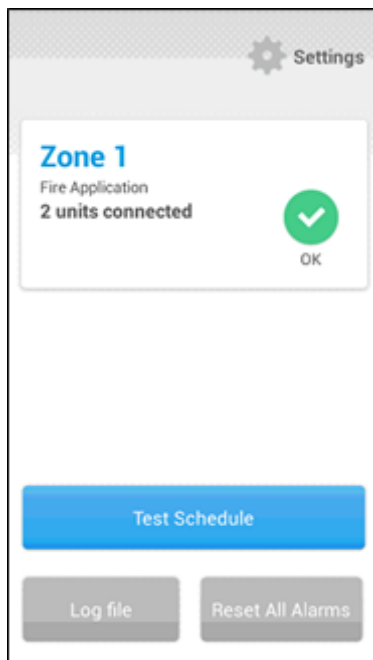 Settings
Zone 1
Fire Application
2 units connected
OK
Test Schedule
Log file
Reset All Alarms